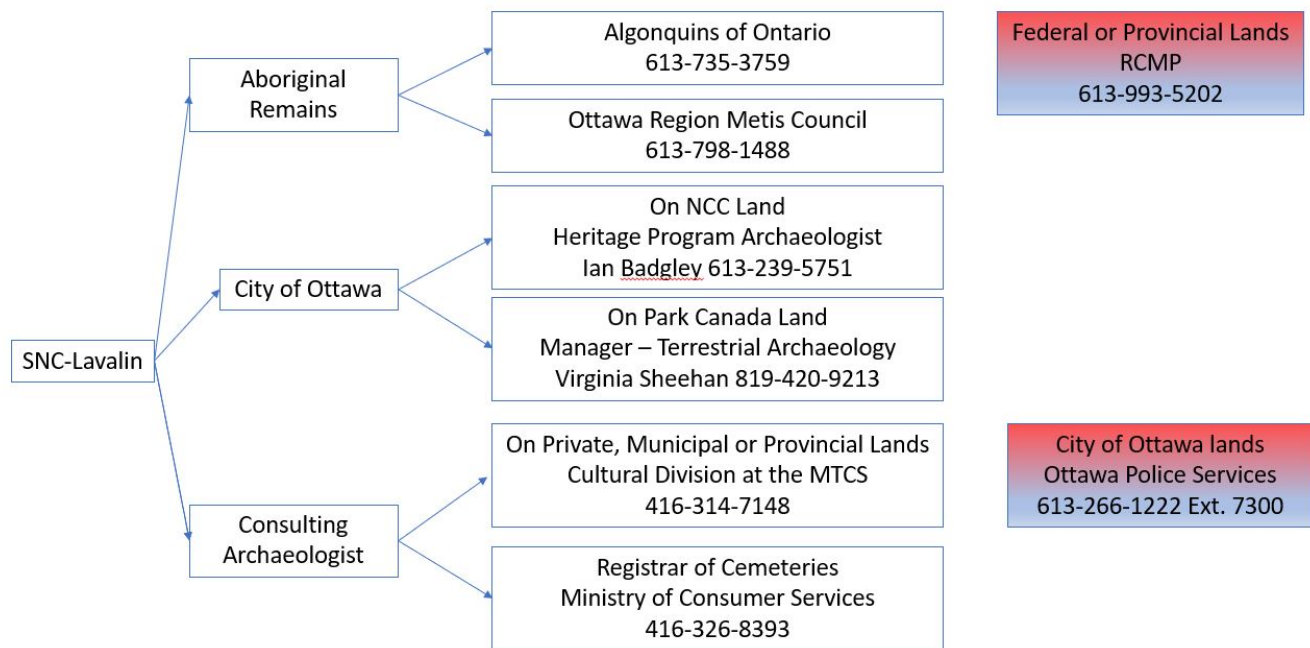 SNC-Lavalin
Aboriginal
Remains
City of Ottawa
Consulting
Archaeologist
Algonquins of Ontario
613-735-3759
Ottawa Region Metis Council
613-798-1488
On NCC Land
Heritage Program Archaeologist
Ian Badgley 613-239-5751
On Park Canada Land
Manager – Terrestrial Archaeology
Virginia Sheehan 819-420-9213
On Private, Municipal or Provincial Lands
Cultural Division at the MTCS
416-314-7148
Registrar of Cemeteries
Ministry of Consumer Services
416-326-8393
Federal or Provincial Lands
RCMP
613-993-5202
City of Ottawa lands
Ottawa Police Services
613-266-1222 Ext. 7300